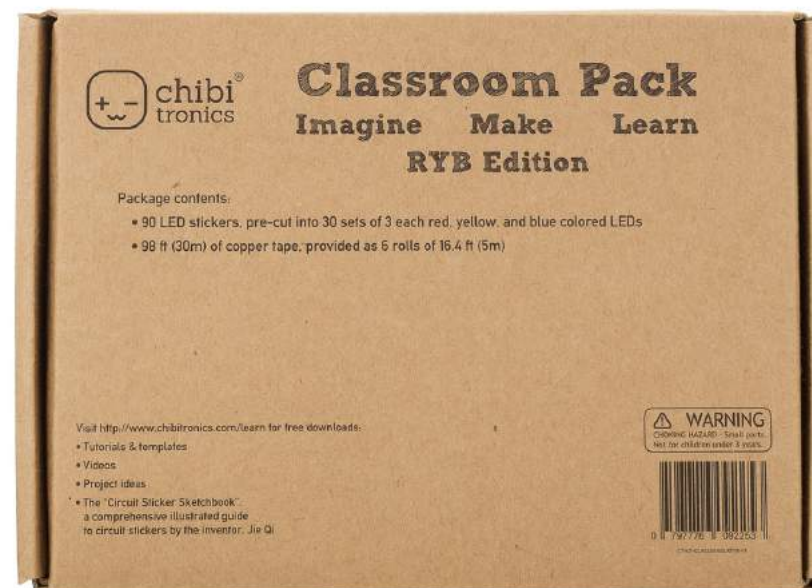 chibi®
tronics
Classroom Pack
Imagine Make Learn
RYB Edition
Package contents:
• 90 LED stickers, pre-cut into 30 sets of 3 each red, yellow, and blue colored LEDs
• 98 ft (30m) of copper tape, provided as 6 rolls of 16.4 ft (5m)
Visit http://www.chibitronics.com/learn for free downloads:
• Tutorials & templates
• Videos
• Project ideas
• The "Circuit Sticker Sketchbook",
a comprehensive illustrated guide
to circuit stickers by the inventor, Jie Qi
WARNING
CHOKING HAZARD - Small parts.
Not for children under 3 years.